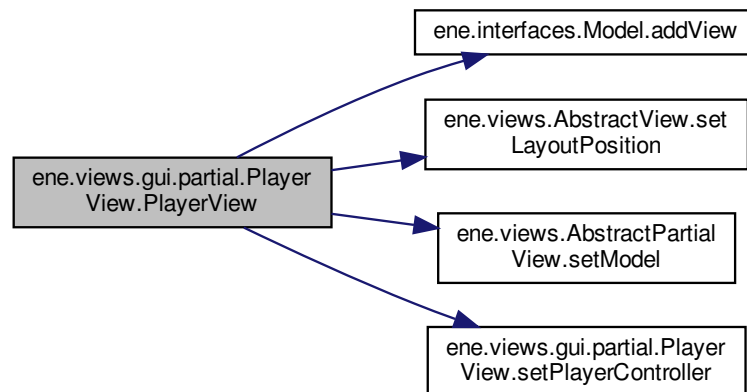 ene.interfaces.Model.addView
ene.views.AbstractView.set
LayoutPosition
ene.views.gui.partial.Player
View.PlayerView
ene.views.AbstractPartial
View.setModel
ene.views.gui.partial.Player
View.setPlayerController